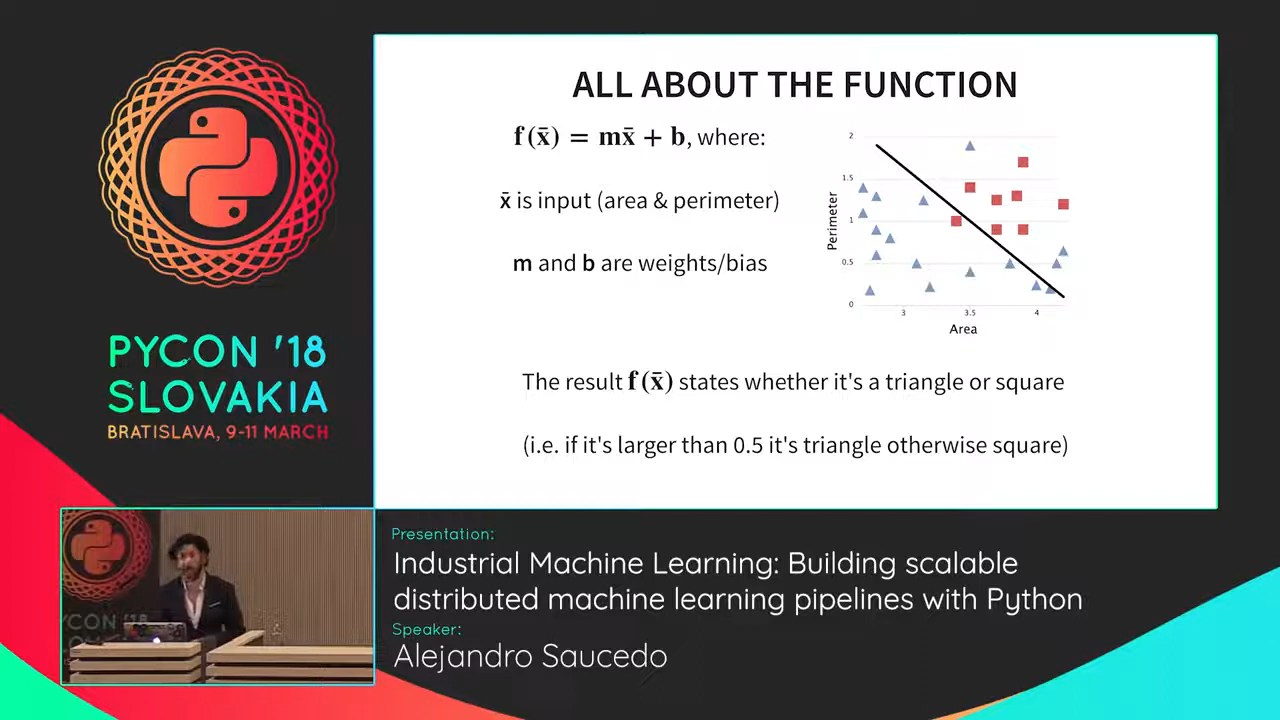 ALL ABOUT THE FUNCTION
f (x̄) = mx̄ + b, where:
x̄ is input (area & perimeter)
m and b are weights/bias
2
1.5
1
0.5
0
Perimeter
3
3.5
4
Area
The result f (x̄) states whether it's a triangle or square
(i.e. if it's larger than 0.5 it's triangle otherwise square)
PYCON '18
SLOVAKIA
BRATISLAVA, 9-11 MARCH
YCON '18
Presentation:
Industrial Machine Learning: Building scalable
distributed machine learning pipelines with Python
Speaker:
Alejandro Saucedo